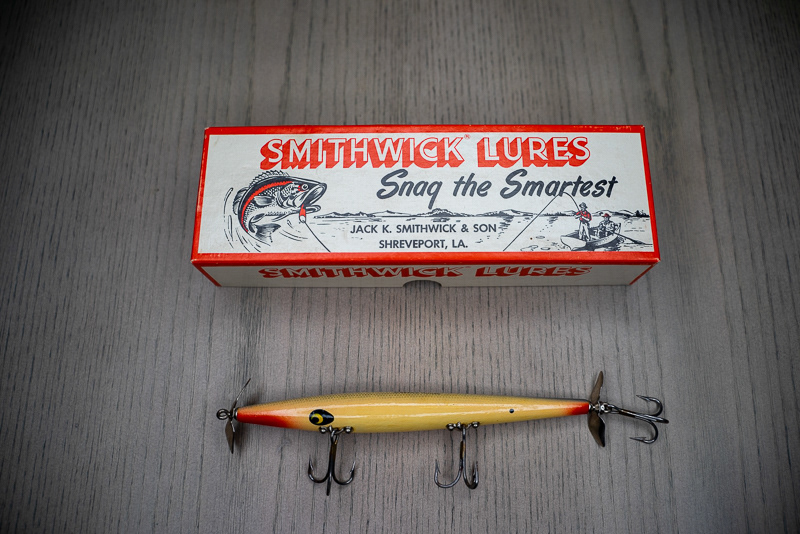 SMITHWICK® LURES
Snag the Smartest
JACK K. SMITHWICK & SON
SHREVEPORT, LA.
SMITHWICK LURES